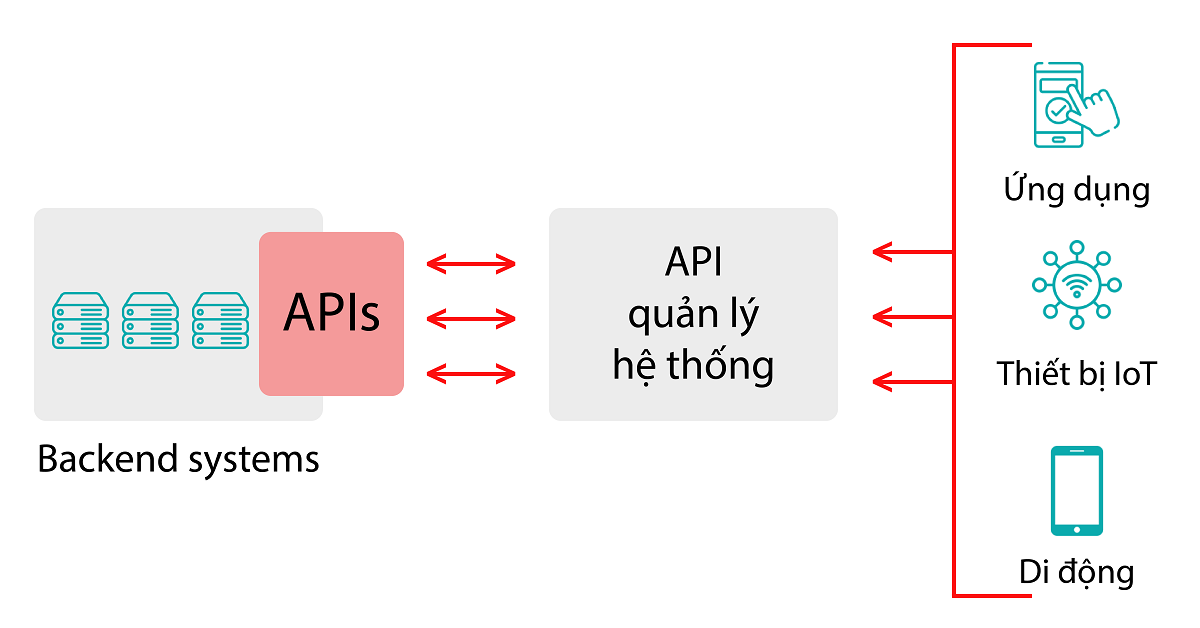 APIs
Backend systems
API
quản lý
hệ thống
Ứng dụng
Thiết bị IoT
Di động